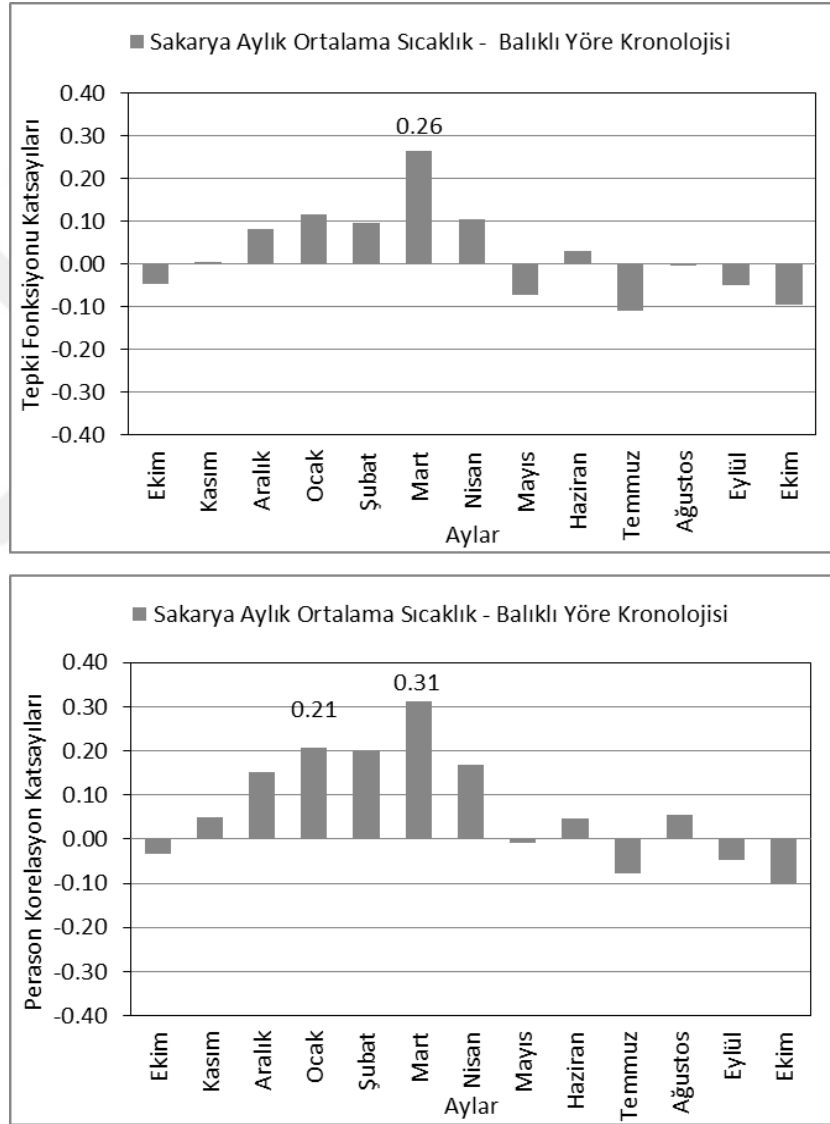 Sakarya Aylık Ortalama Sıcaklık - Balıklı Yöre Kronolojisi
Tepki Fonksiyonu Katsayıları
0.40
0.30
0.20
0.10
0.00
-0.10
-0.20
-0.30
-0.40
0.26
Ekim
Kasım
Aralık
Ocak
Şubat
Mart
Nisan
Mayıs
Haziran
Temmuz
Ağustos
Eylül
Ekim
Aylar
Sakarya Aylık Ortalama Sıcaklık - Balıklı Yöre Kronolojisi
Perason Korelasyon Katsayıları
0.40
0.30
0.20
0.10
0.00
-0.10
-0.20
-0.30
-0.40
0.21
0.31
Ekim
Kasım
Aralık
Ocak
Şubat
Mart
Nisan
Mayıs
Haziran
Temmuz
Ağustos
Eylül
Ekim
Aylar